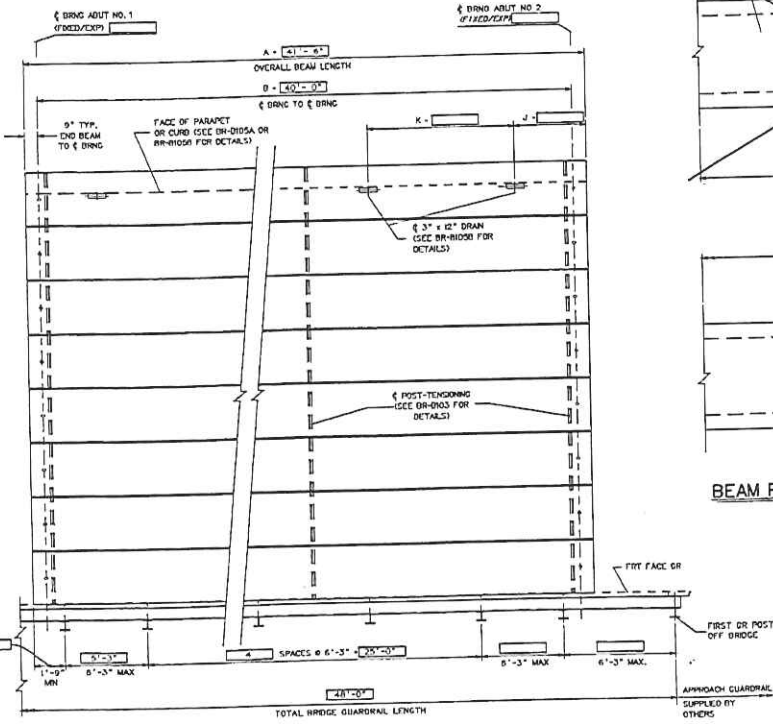 ₵ BRNG ABUT NO. 1
(FIXED/EXP)
₵ BRNG ABUT NO 2
(FIXED/EXP)
A = 41'-6"
OVERALL BEAM LENGTH
B = 40'-0"
₵ BRNG TO ₵ BRNG
K =
J =
9" TYP.
END BEAM
TO ₵ BRNG
FACE OF PARAPET
OR CURB (SEE BR-D105A OR
BR-B105B FOR DETAILS)
₵ 3" x 12" DRAIN
(SEE BR-B105B FOR
DETAILS)
₵ POST-TENSIONING
(SEE BR-D103 FOR
DETAILS)
BEAM
FRT FACE GR
FIRST GR POST
OFF BRIDGE
1'-9"
MIN
5'-3"
6'-3" MAX
4 SPACES @ 6'-3" = 25'-0"
6'-3" MAX
6'-3" MAX.
48'-0"
TOTAL BRIDGE GUARDRAIL LENGTH
APPROACH GUARDRAIL
SUPPLIED BY
OTHERS